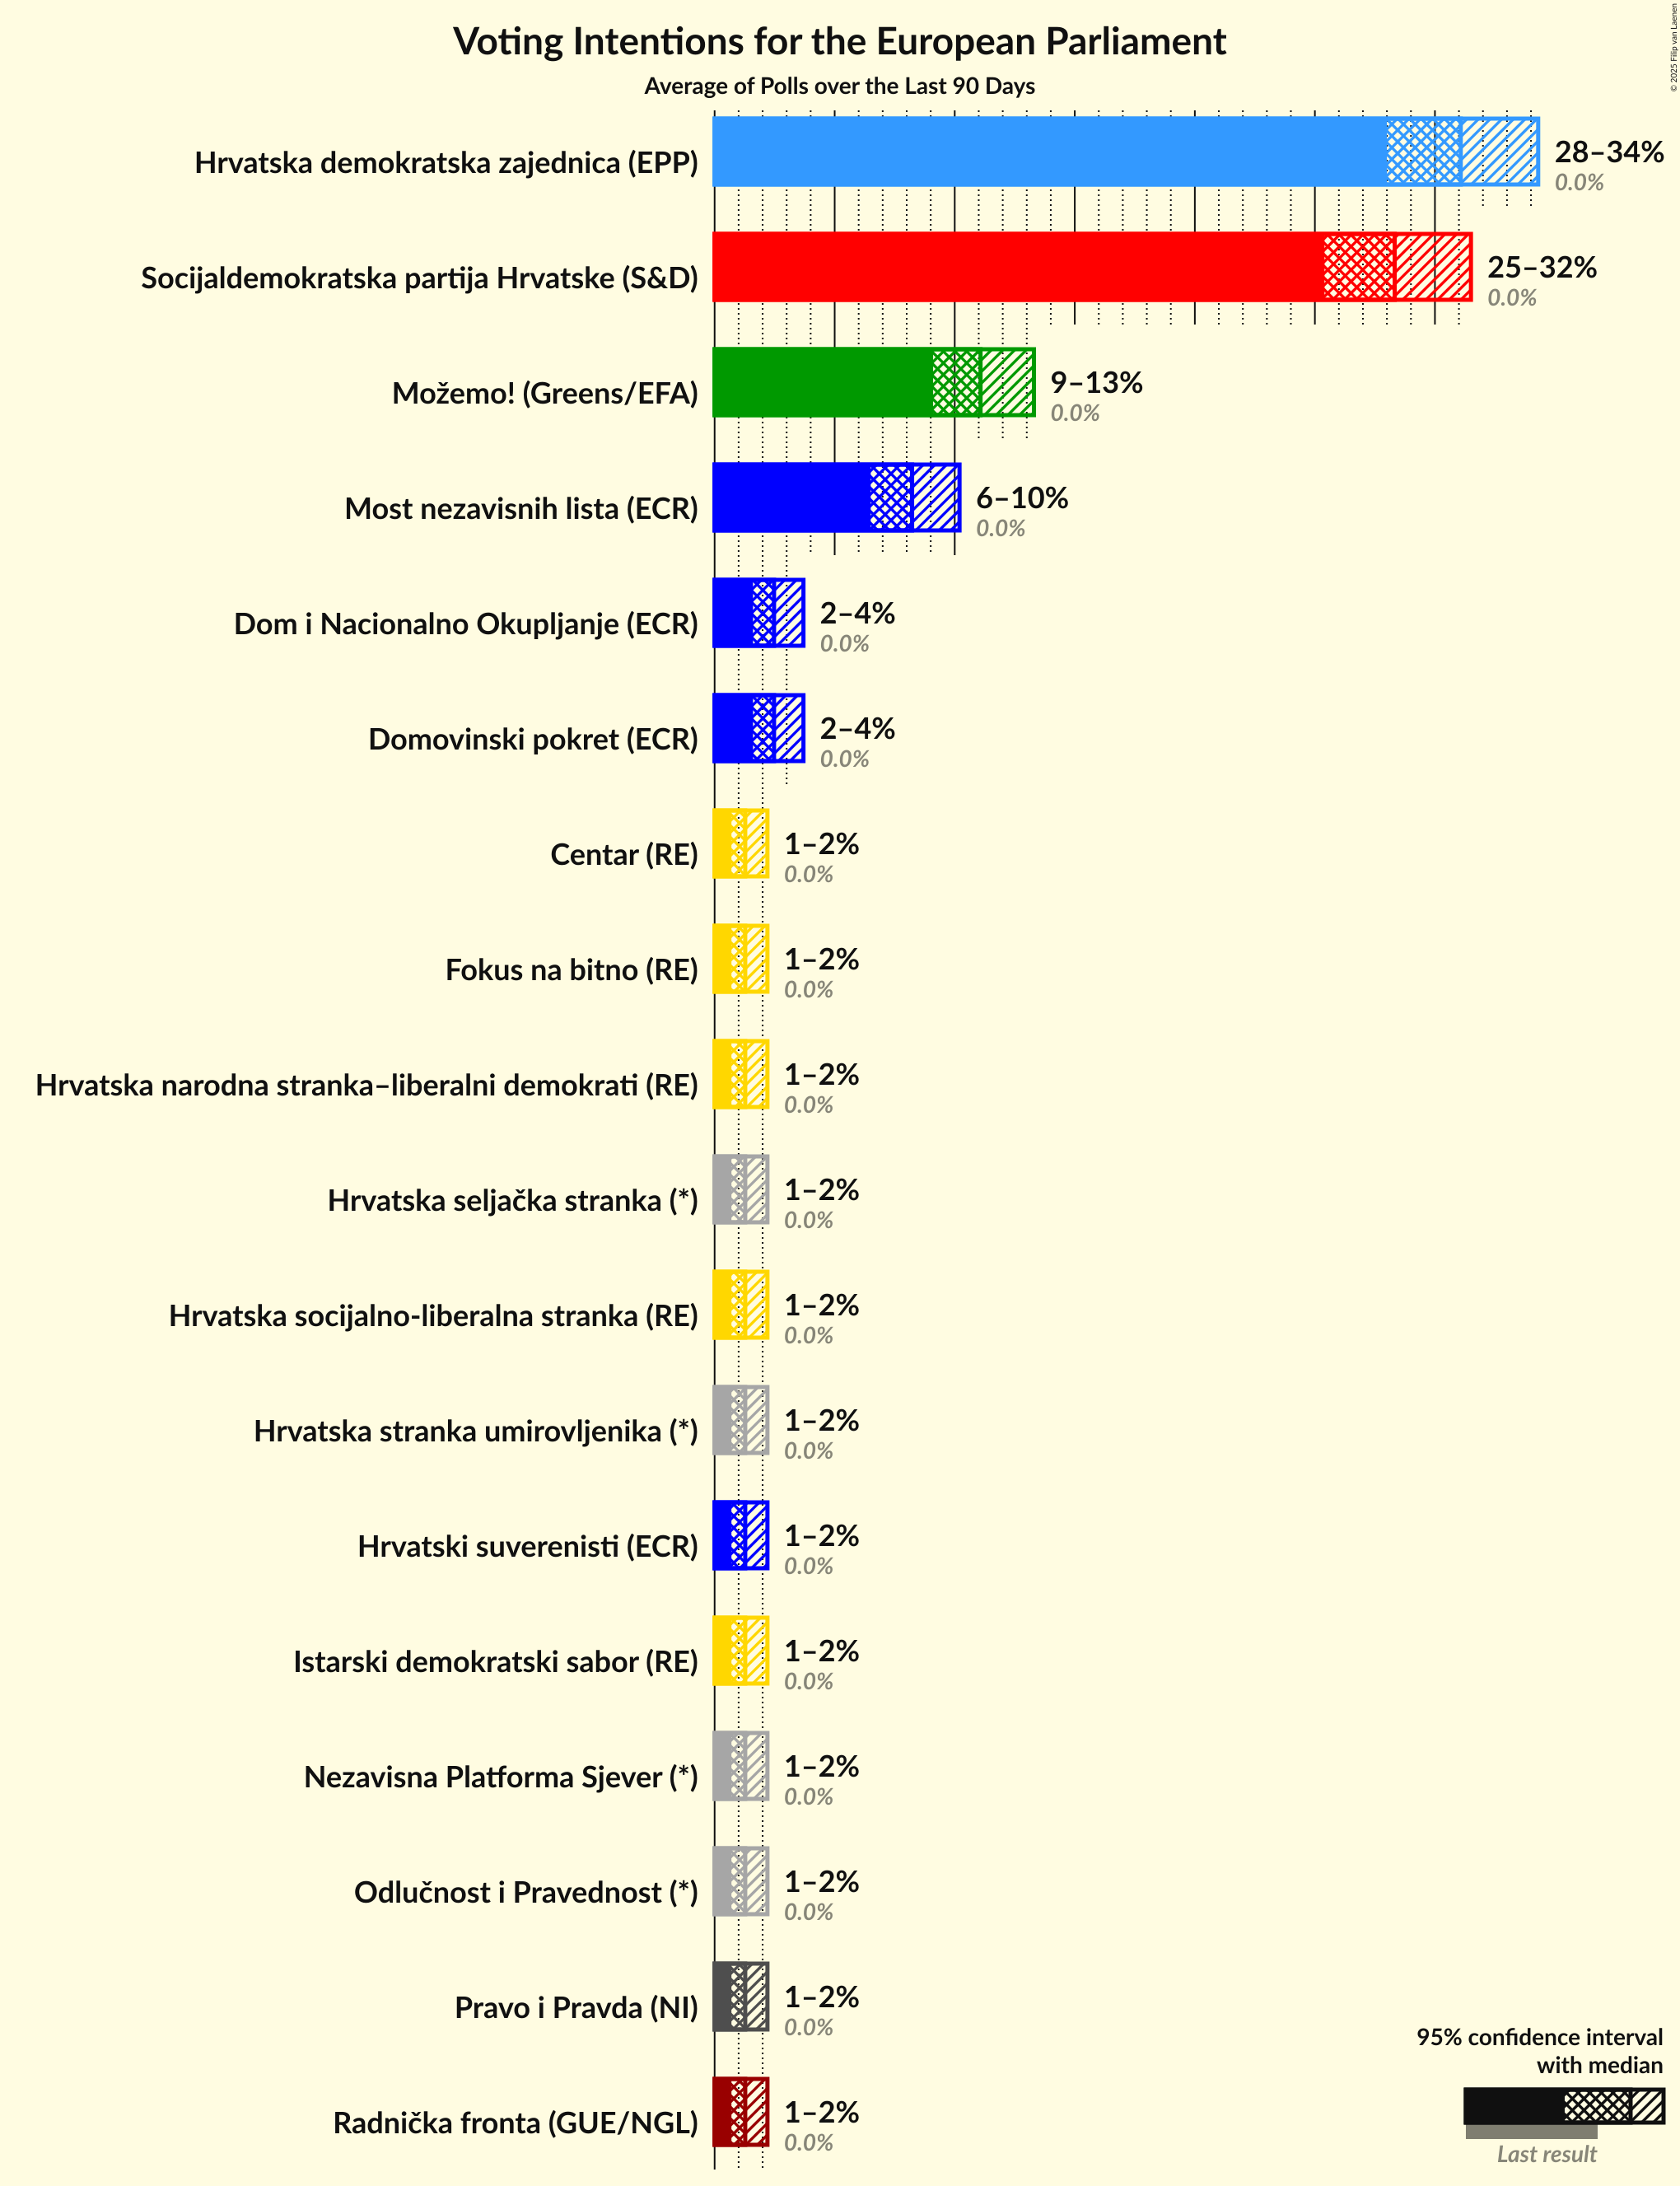 © 2025 Filip van Laenen
Voting Intentions for the European Parliament
Average of Polls over the Last 90 Days
Hrvatska demokratska zajednica (EPP)
28–34%
0.0%
Socijaldemokratska partija Hrvatske (S&D)
25–32%
0.0%
Možemo! (Greens/EFA)
9–13%
0.0%
Most nezavisnih lista (ECR)
6–10%
0.0%
Dom i Nacionalno Okupljanje (ECR)
2–4%
0.0%
Domovinski pokret (ECR)
2–4%
0.0%
Centar (RE)
1–2%
0.0%
Fokus na bitno (RE)
1–2%
0.0%
Hrvatska narodna stranka–liberalni demokrati (RE)
1–2%
0.0%
Hrvatska seljačka stranka (*)
1–2%
0.0%
Hrvatska socijalno-liberalna stranka (RE)
1–2%
0.0%
Hrvatska stranka umirovljenika (*)
1–2%
0.0%
Hrvatski suverenisti (ECR)
1–2%
0.0%
Istarski demokratski sabor (RE)
1–2%
0.0%
Nezavisna Platforma Sjever (*)
1–2%
0.0%
Odlučnost i Pravednost (*)
1–2%
0.0%
Pravo i Pravda (NI)
1–2%
0.0%
Radnička fronta (GUE/NGL)
1–2%
0.0%
95% confidence interval
with median
Last result